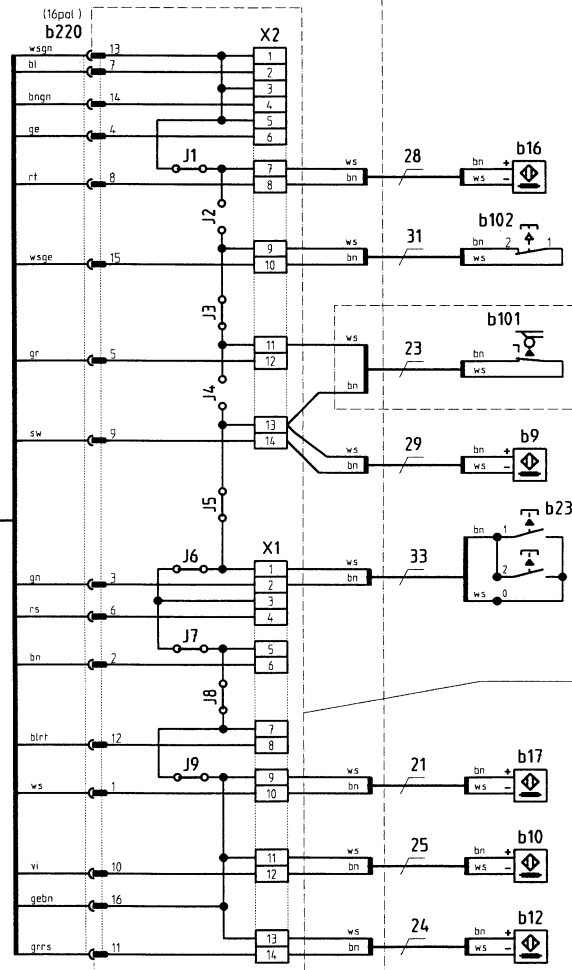 (16pol)
b220 X2
wsgn 13 1
bl 7 2
3
bngn 14 4
5
ge 4 6
J1 7 ws 28 bn + b16
rt 8 8 bn ws −
J2
b102
9 ws 31 bn 2 1
wsge 15 10 bn ws
J3
b101
11 ws 23 bn
gr 5 12 ws
J4 bn
13
sw 9 14 ws 29 bn + b9
bn ws −
J5
b23
X1 bn 1
J6 1 ws 33
gn 3 2 bn 2
3
rs 6 4 ws 0
J7 5
bn 2 6
J8
7
blrt 12 8
J9 9 ws 21 bn + b17
ws 1 10 bn ws −
11 ws 25 bn + b10
vi 10 12 bn ws −
gebn 16
13 ws 24 bn + b12
grrs 11 14 bn ws −